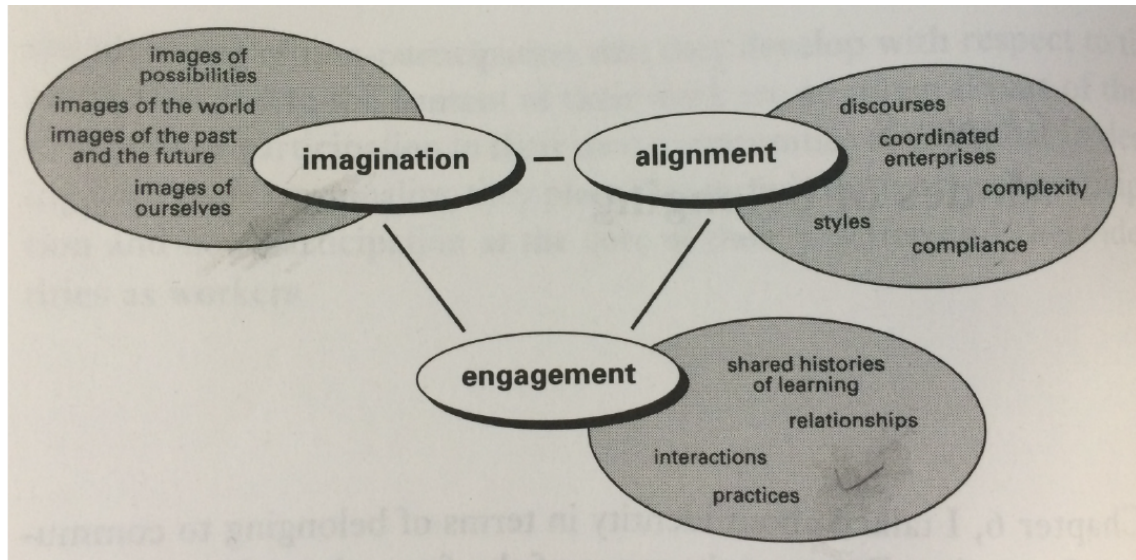 images of
possibilities
images of the world
images of the past
and the future
images of
ourselves
imagination
alignment
discourses
coordinated
enterprises
complexity
styles
compliance
engagement
shared histories
of learning
relationships
interactions
practices